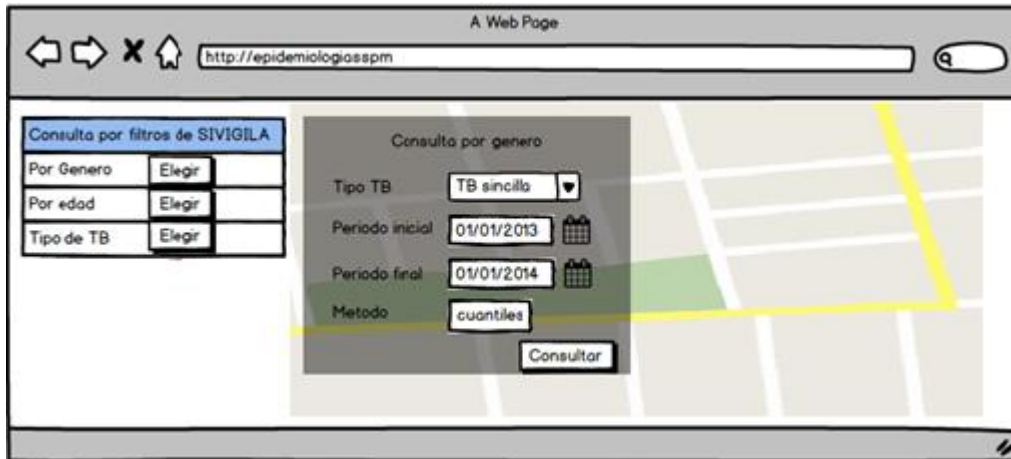 A Web Page
http://epidemiologiasspm
Consulta por filtros de SIVIGILA
Por Genero Elegir
Por edad Elegir
Tipo de TB Elegir
Consulta por genero
Tipo TB TB sincilla
Periodo inicial 01/01/2013
Periodo final 01/01/2014
Metodo cuantiles
Consultar